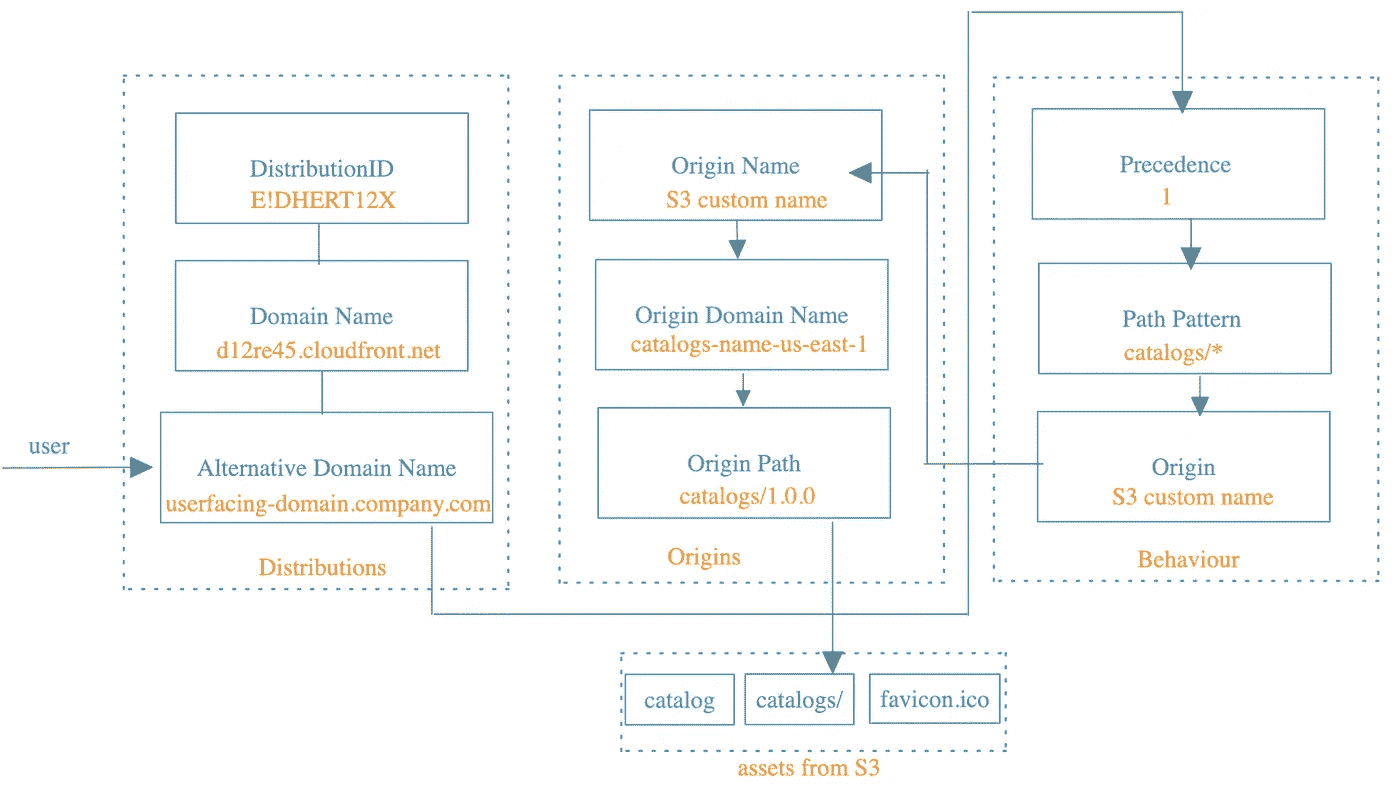 user
DistributionID
E!DHERT12X
Domain Name
d12re45.cloudfront.net
Alternative Domain Name
userfacing-domain.company.com
Distributions
Origin Name
S3 custom name
Origin Domain Name
catalogs-name-us-east-1
Origin Path
catalogs/1.0.0
Origins
Precedence
1
Path Pattern
catalogs/*
Origin
S3 custom name
Behaviour
catalog
catalogs/
favicon.ico
assets from S3